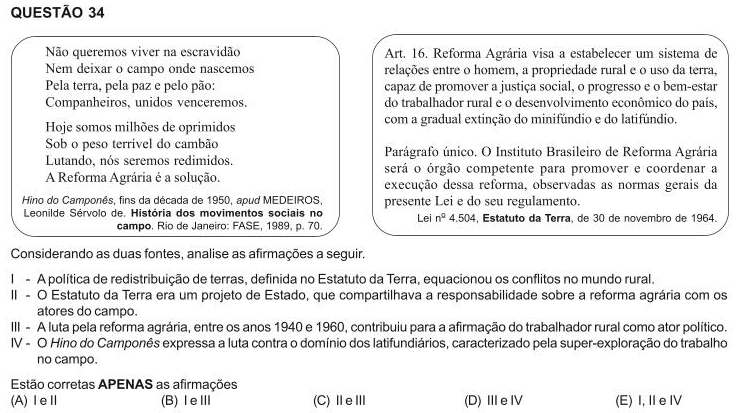 QUESTÃO 34
Não queremos viver na escravidão
Nem deixar o campo onde nascemos
Pela terra, pela paz e pelo pão:
Companheiros, unidos venceremos.
Hoje somos milhões de oprimidos
Sob o peso terrível do cambão
Lutando, nós seremos redimidos.
A Reforma Agrária é a solução.
Hino do Camponês, fins da década de 1950, apud MEDEIROS,
Leonilde Sérvolo de. História dos movimentos sociais no
campo. Rio de Janeiro: FASE, 1989, p. 70.
Art. 16. Reforma Agrária visa a estabelecer um sistema de
relações entre o homem, a propriedade rural e o uso da terra,
capaz de promover a justiça social, o progresso e o bem-estar
do trabalhador rural e o desenvolvimento econômico do país,
com a gradual extinção do minifúndio e do latifúndio.
Parágrafo único. O Instituto Brasileiro de Reforma Agrária
será o órgão competente para promover e coordenar a
execução dessa reforma, observadas as normas gerais da
presente Lei e do seu regulamento.
Lei nº 4.504, Estatuto da Terra, de 30 de novembro de 1964.
Considerando as duas fontes, analise as afirmações a seguir.
I - A política de redistribuição de terras, definida no Estatuto da Terra, equacionou os conflitos no mundo rural.
II - O Estatuto da Terra era um projeto de Estado, que compartilhava a responsabilidade sobre a reforma agrária com os
atores do campo.
III - A luta pela reforma agrária, entre os anos 1940 e 1960, contribuiu para a afirmação do trabalhador rural como ator político.
IV - O Hino do Camponês expressa a luta contra o domínio dos latifundiários, caracterizado pela super-exploração do trabalho
no campo.
Estão corretas APENAS as afirmações
(A) I e II (B) I e III (C) II e III (D) III e IV (E) I, II e IV